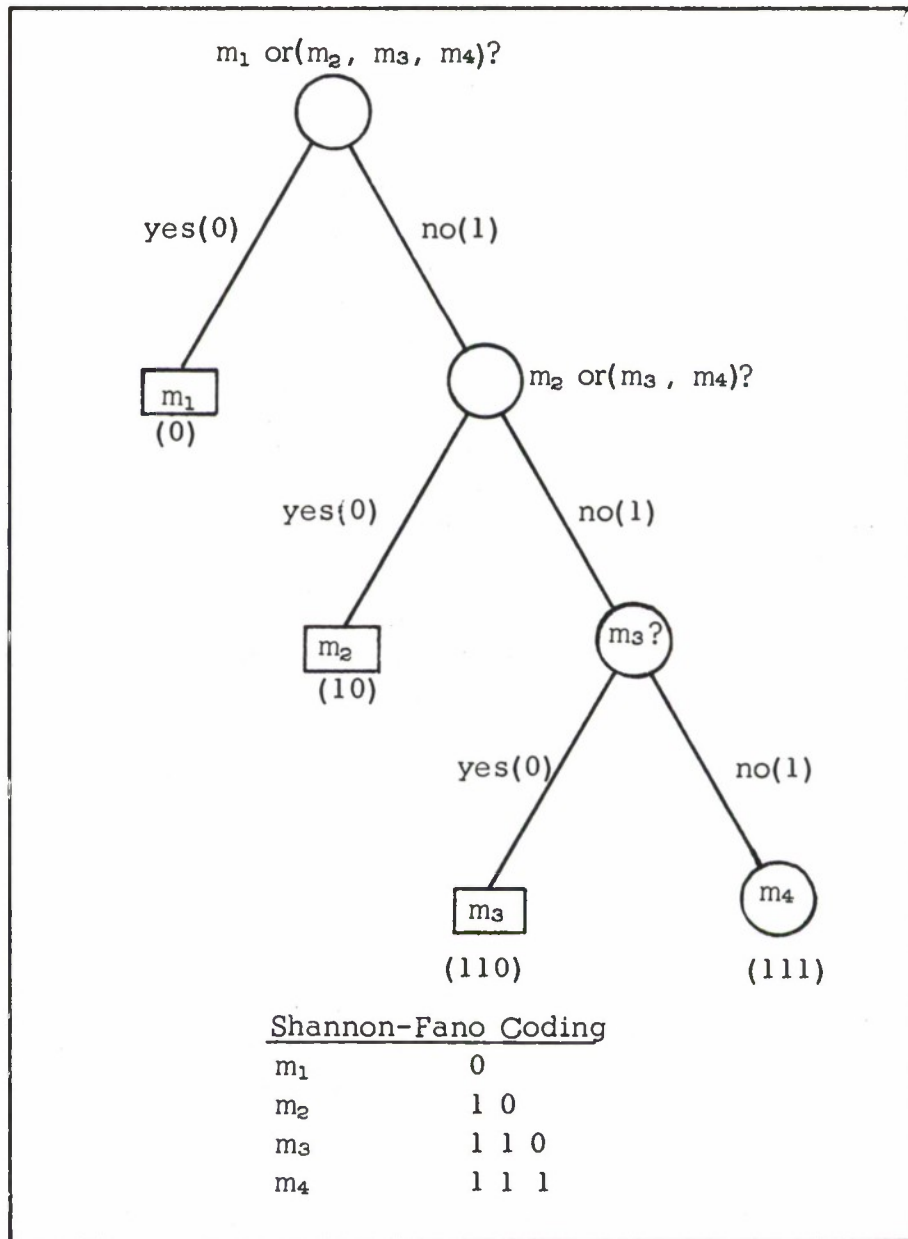 m₁ or(m₂, m₃, m₄)?
yes(0)
no(1)
m₁
(0)
m₂ or(m₃, m₄)?
yes(0)
no(1)
m₂
(10)
m₃?
yes(0)
no(1)
m₃
(110)
m₄
(111)
Shannon-Fano Coding
m₁ 0
m₂ 1 0
m₃ 1 1 0
m₄ 1 1 1